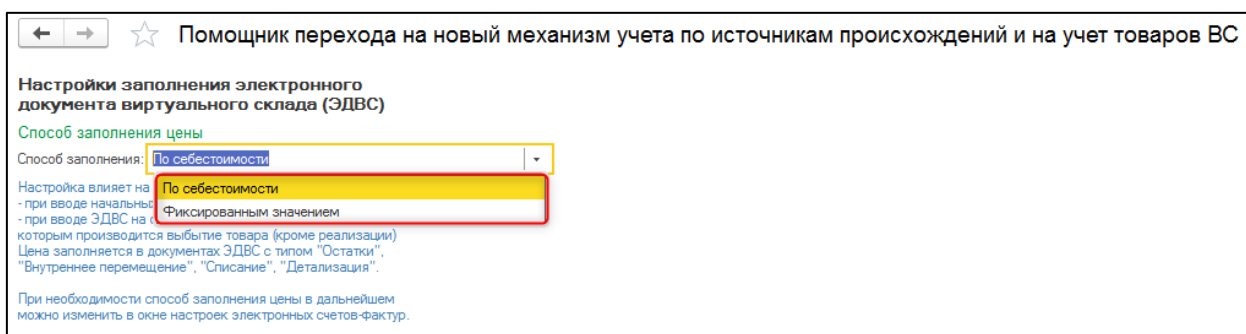 Помощник перехода на новый механизм учета по источникам происхождений и на учет товаров ВС
Настройки заполнения электронного
документа виртуального склада (ЭДВС)
Способ заполнения цены
Способ заполнения: По себестоимости
Настройка влияет на
По себестоимости
- при вводе начальных
Фиксированным значением
- при вводе ЭДВС на
которым производится выбытие товара (кроме реализации)
Цена заполняется в документах ЭДВС с типом "Остатки",
"Внутреннее перемещение", "Списание", "Детализация".
При необходимости способ заполнения цены в дальнейшем
можно изменить в окне настроек электронных счетов-фактур.